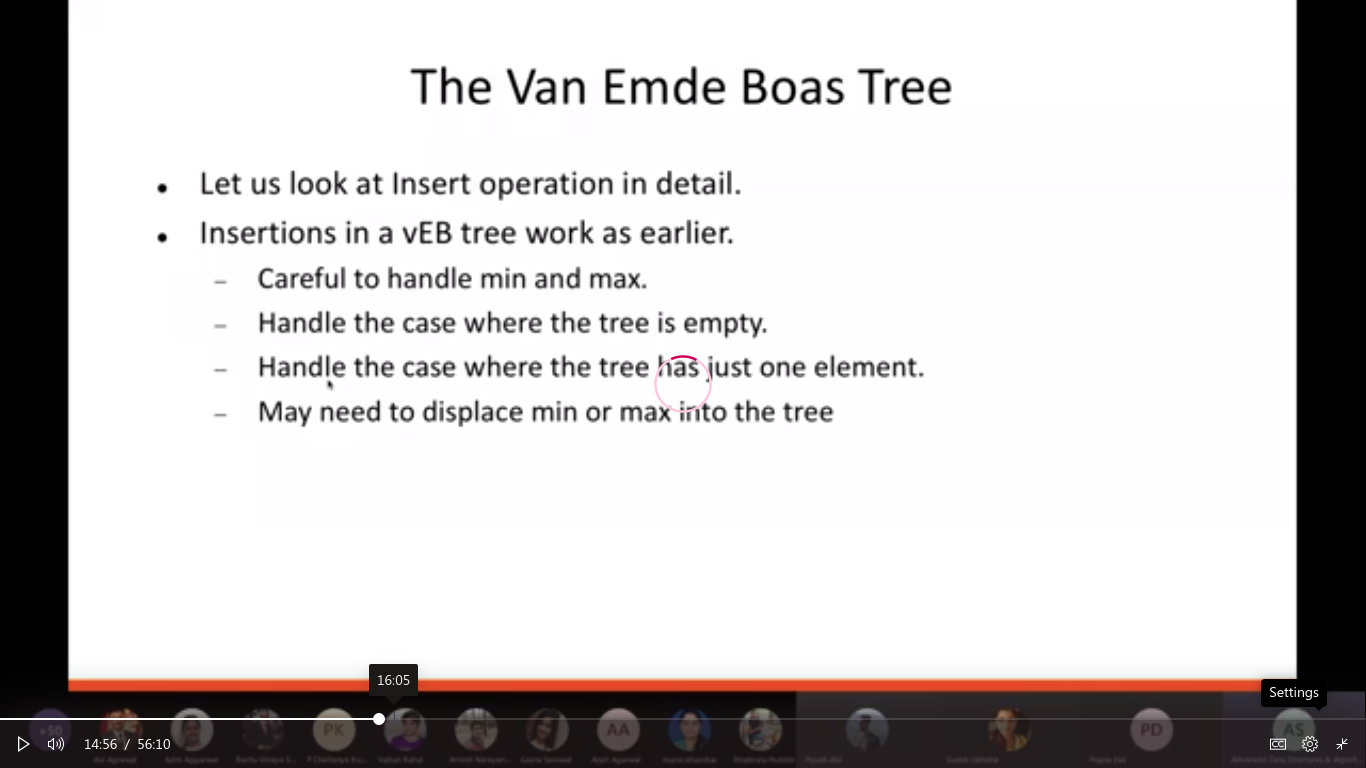 The Van Emde Boas Tree
• Let us look at Insert operation in detail.
• Insertions in a vEB tree work as earlier.
– Careful to handle min and max.
– Handle the case where the tree is empty.
– Handle the case where the tree has just one element.
– May need to displace min or max into the tree
16:05
Settings
+50
PK
AA
PD
AS
14:56 / 56:10